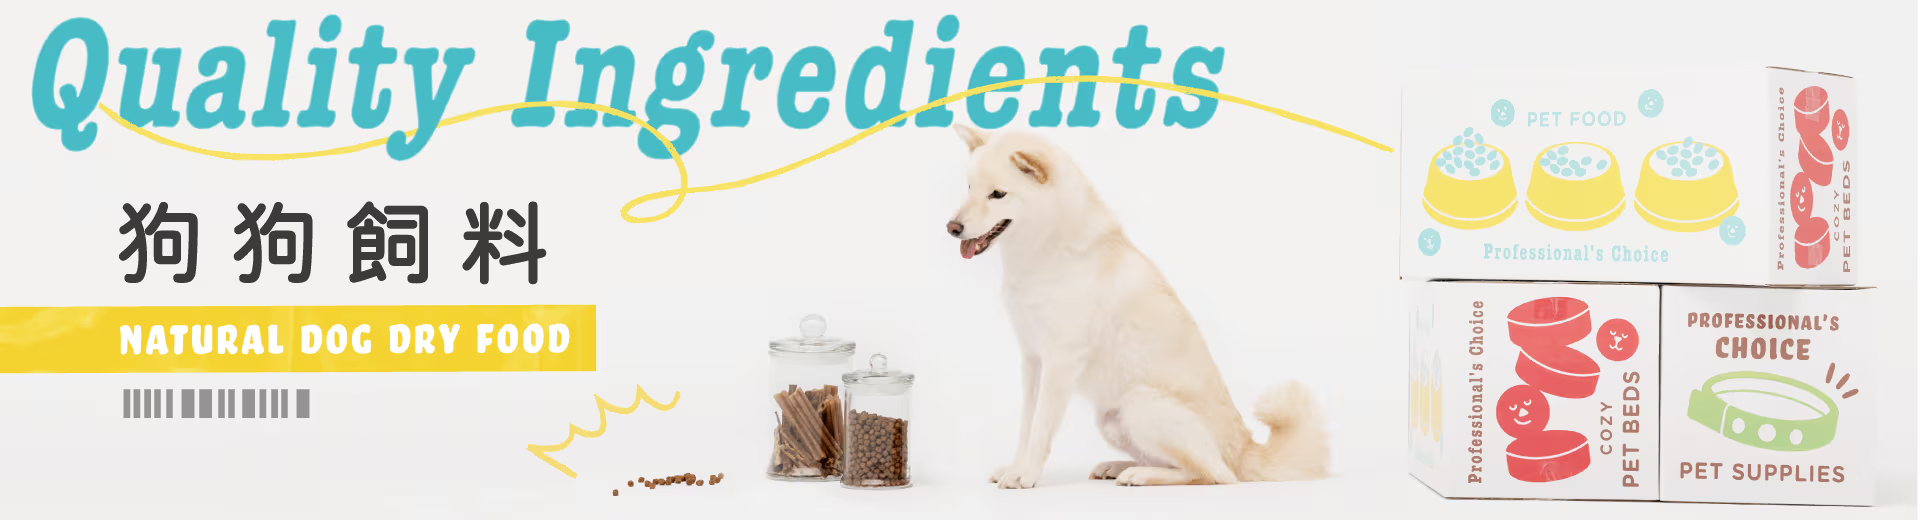 Quality Ingredients
狗狗飼料
NATURAL DOG DRY FOOD
PET FOOD
Professional's Choice
Professional's Choice
COZY
PET BEDS
Professional's Choice
COZY
PET BEDS
PROFESSIONAL'S
CHOICE
PET SUPPLIES